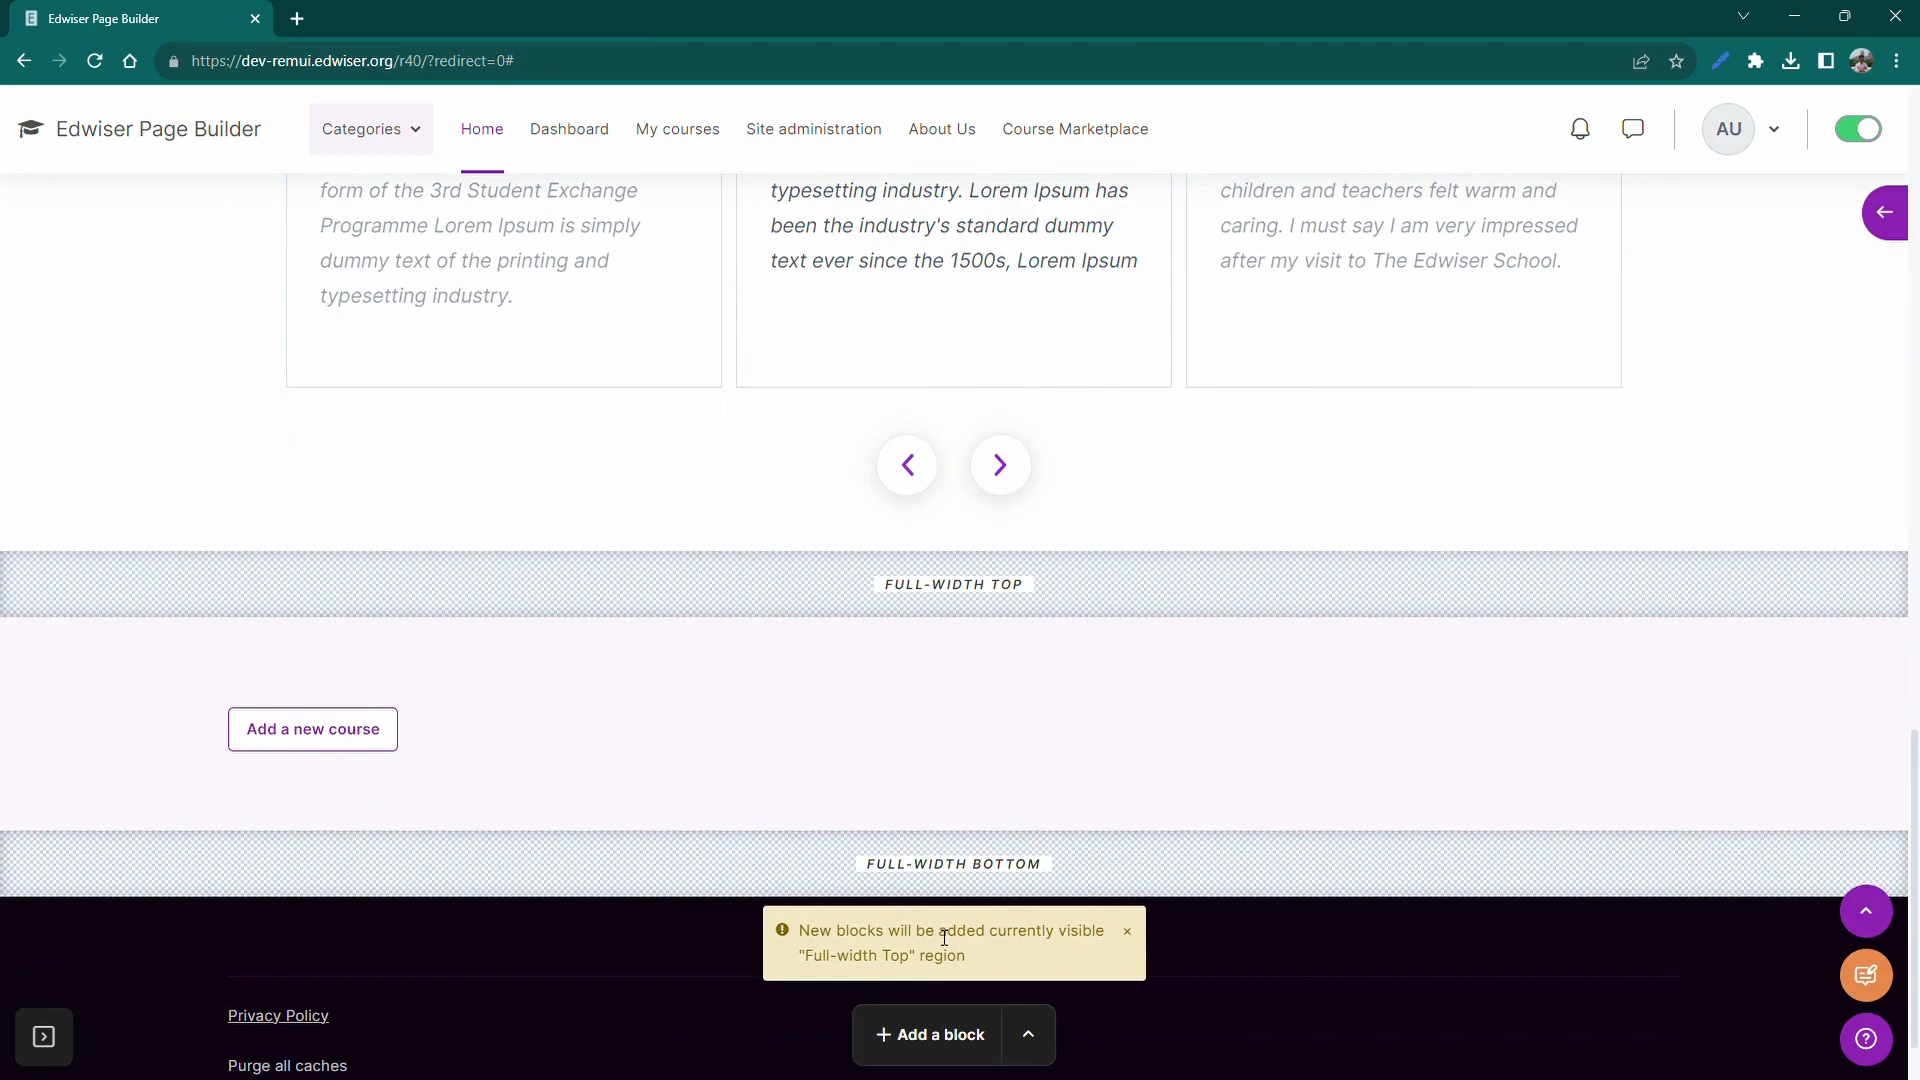 Edwiser Page Builder
https://dev-remui.edwiser.org/r40/?redirect=0#
Edwiser Page Builder
Categories
Home
Dashboard
My courses
Site administration
About Us
Course Marketplace
AU
form of the 3rd Student Exchange
Programme Lorem Ipsum is simply
dummy text of the printing and
typesetting industry.
typesetting industry. Lorem Ipsum has
been the industry's standard dummy
text ever since the 1500s, Lorem Ipsum
children and teachers felt warm and
caring. I must say I am very impressed
after my visit to The Edwiser School.
FULL-WIDTH TOP
Add a new course
FULL-WIDTH BOTTOM
New blocks will be added currently visible
"Full-width Top" region
Privacy Policy
Add a block
Purge all caches